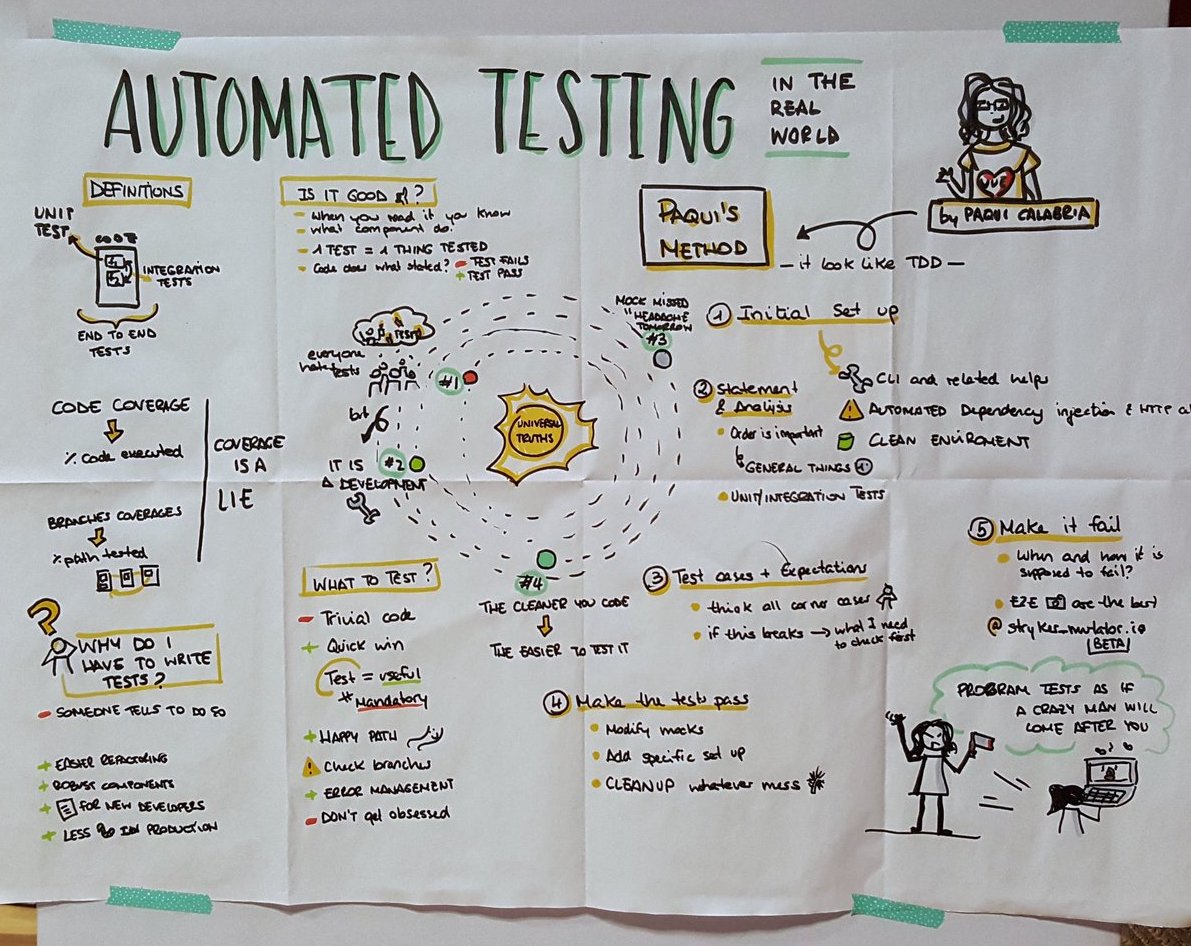 AUTOMATED TESTING
IN THE
REAL
WORLD
VUE
by PAQUI CALABRIA
DEFINITIONS
UNIT
TEST
CODE
INTEGRATION
TESTS
END TO END
TESTS
CODE COVERAGE
% Code executed
BRANCHES COVERAGES
% path tested
COVERAGE
IS A
LIE
?
WHY DO I
HAVE TO WRITE
TESTS?
- SOMEONE TELLS TO DO SO
+ EASIER REFACTORING
+ ROBUST COMPONENTS
+ FOR NEW DEVELOPERS
+ LESS IN PRODUCTION
IS IT GOOD ?
- When you read it you know
- what component do.
- 1 TEST = 1 THING TESTED
- Code does what stated?
- TEST FAILS
+ TEST PASS
UNIVERSAL
TRUTHS
TESTS
everyone
hate tests
#1
but
#2
IT IS
A DEVELOPMENT
MOCK MISSED
"HEADACHE
TOMORROW
#3
#4
THE CLEANER YOU CODE
THE EASIER TO TEST IT
WHAT TO TEST?
- Trivial code
+ Quick win
Test = useful
* Mandatory
+ HAPPY PATH
Check branches
+ ERROR MANAGEMENT
- DON'T get obsessed
PAQUI'S
METHOD
— it look like TDD —
1 Initial Set up
CLI and related helps
AUTOMATED Dependency injection & HTTP
CLEAN ENVIROMENT
2 Statement
& Analysis
• Order is important
GENERAL THINGS 1º
• UNIT/INTEGRATION TESTS
3 Test cases + Expectations
• think all corner cases
• if this breaks → what I need
to check first
4 Make the tests pass
• Modify mocks
• Add specific set up
• CLEANUP whatever mess
5 Make it fail
• When and how it is
supposed to fail?
• E2E are the best
@ stryker_mutator.io
BETA
PROGRAM TESTS AS IF
A CRAZY MAN WILL
COME AFTER YOU